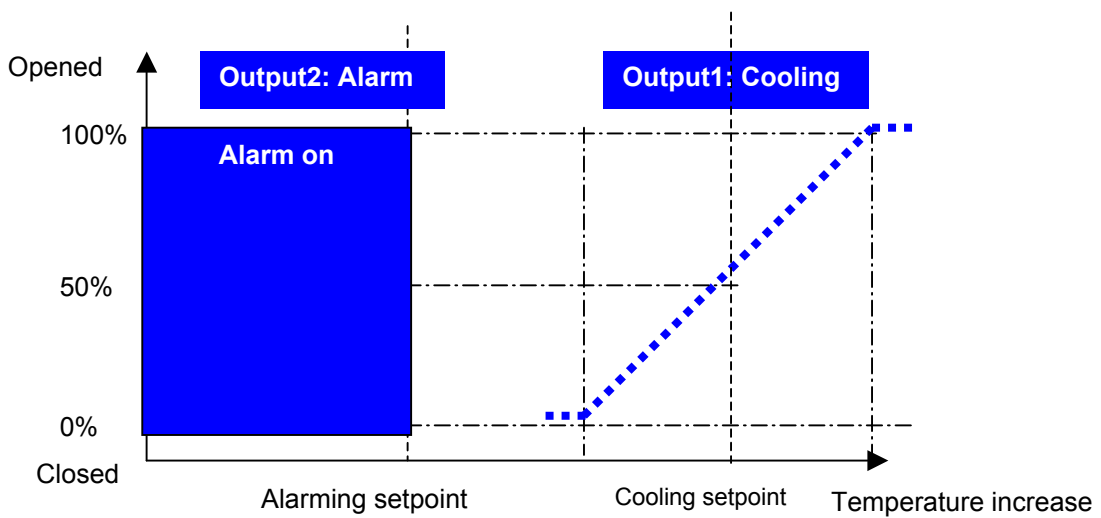 Opened
Output2: Alarm
Output1: Cooling
100%
Alarm on
50%
0%
Closed
Alarming setpoint
Cooling setpoint
Temperature increase